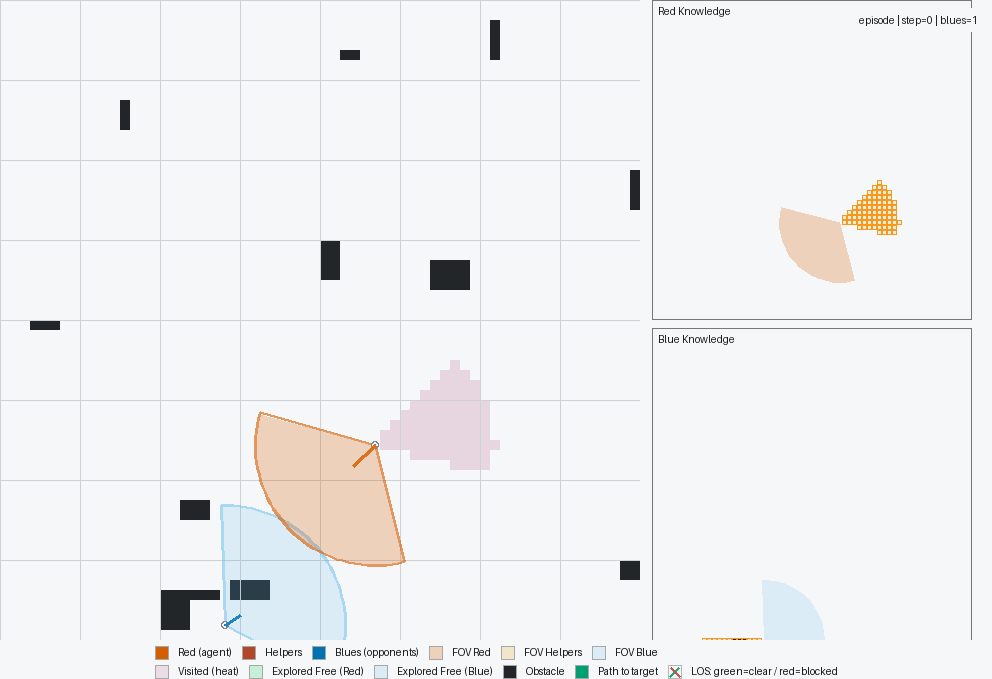 Red Knowledge
episode | step=0 | blues=1
Blue Knowledge
Red (agent) Helpers Blues (opponents) FOV Red FOV Helpers FOV Blue
Visited (heat) Explored Free (Red) Explored Free (Blue) Obstacle Path to target LOS: green=clear / red=blocked